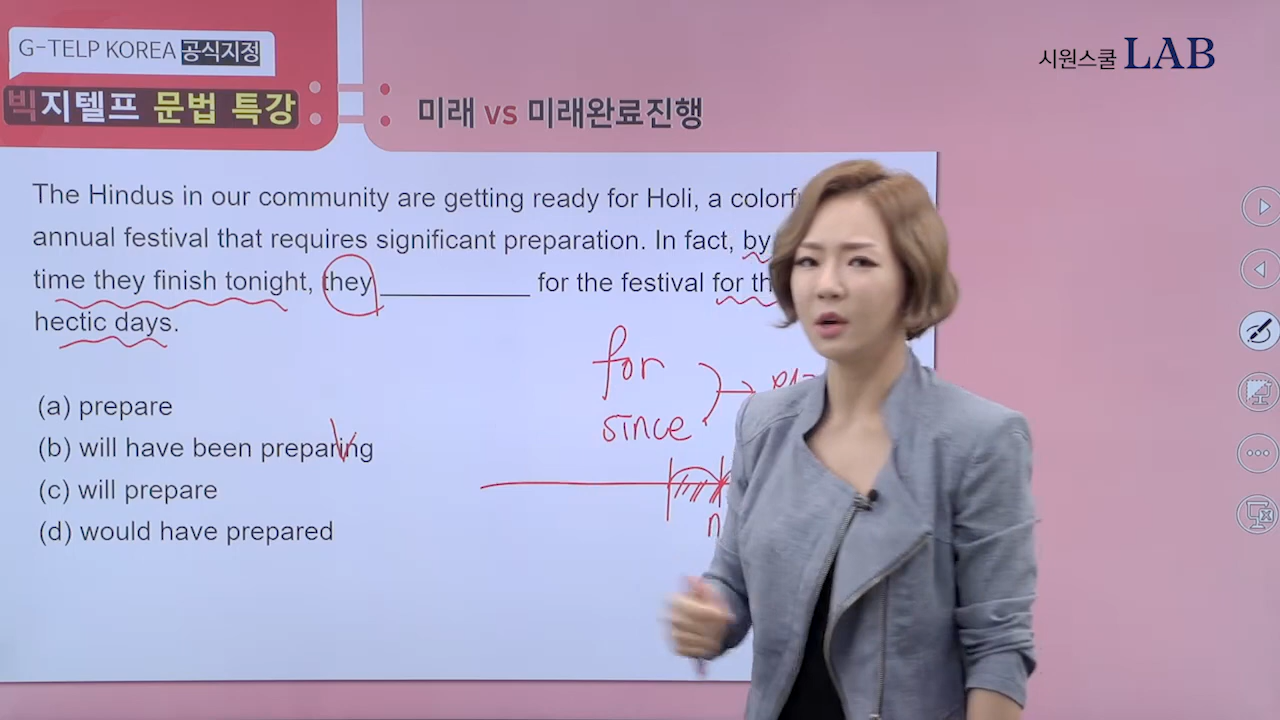 G-TELP KOREA 공식지정
빅지텔프 문법 특강
미래 vs 미래완료진행
시원스쿨 LAB
The Hindus in our community are getting ready for Holi, a
annual festival that requires significant preparation. In fact, by
time they finish tonight, they __________ for the festival for
hectic days.
for
since
(a) prepare
(b) will have been preparing
(c) will prepare
(d) would have prepared